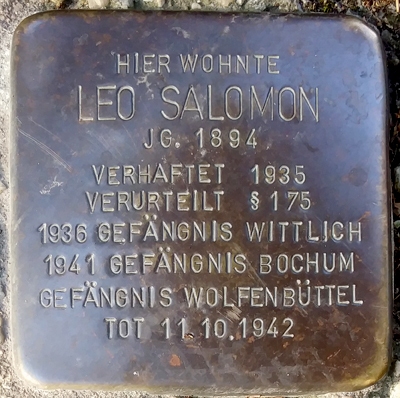 HIER WOHNTE
LEO SALOMON
JG. 1894
VERHAFTET 1935
VERURTEILT § 175
1936 GEFÄNGNIS WITTLICH
1941 GEFÄNGNIS BOCHUM
GEFÄNGNIS WOLFENBÜTTEL
TOT 11.10.1942